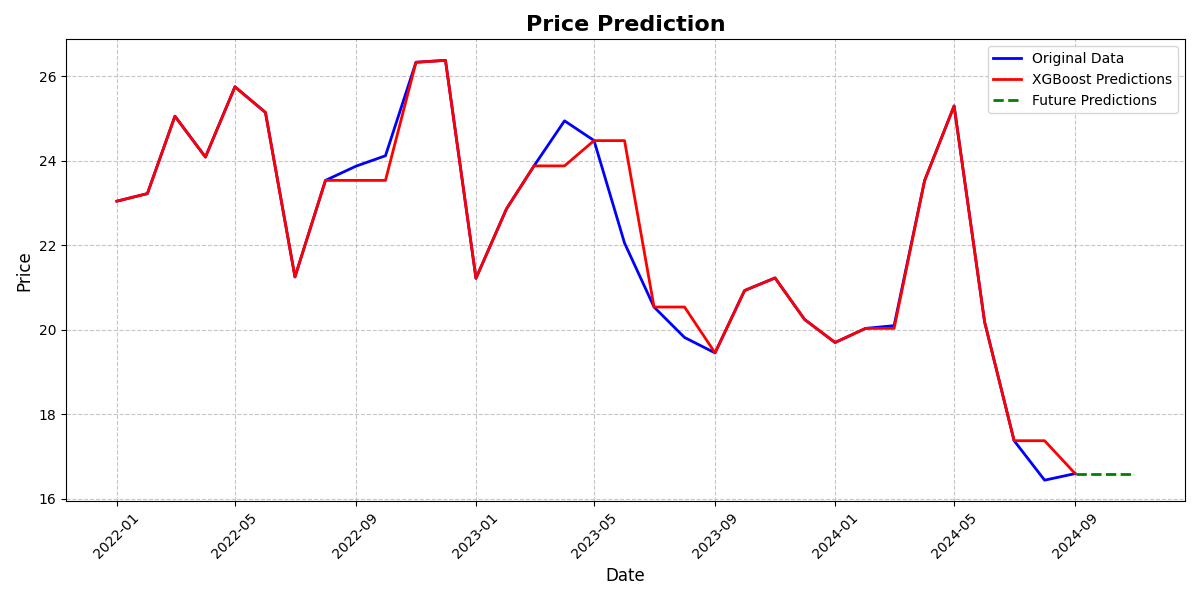 Price Prediction
Original Data
XGBoost Predictions
Future Predictions
Price
26
24
22
20
18
16
2022-01
2022-05
2022-09
2023-01
2023-05
2023-09
2024-01
2024-05
2024-09
Date